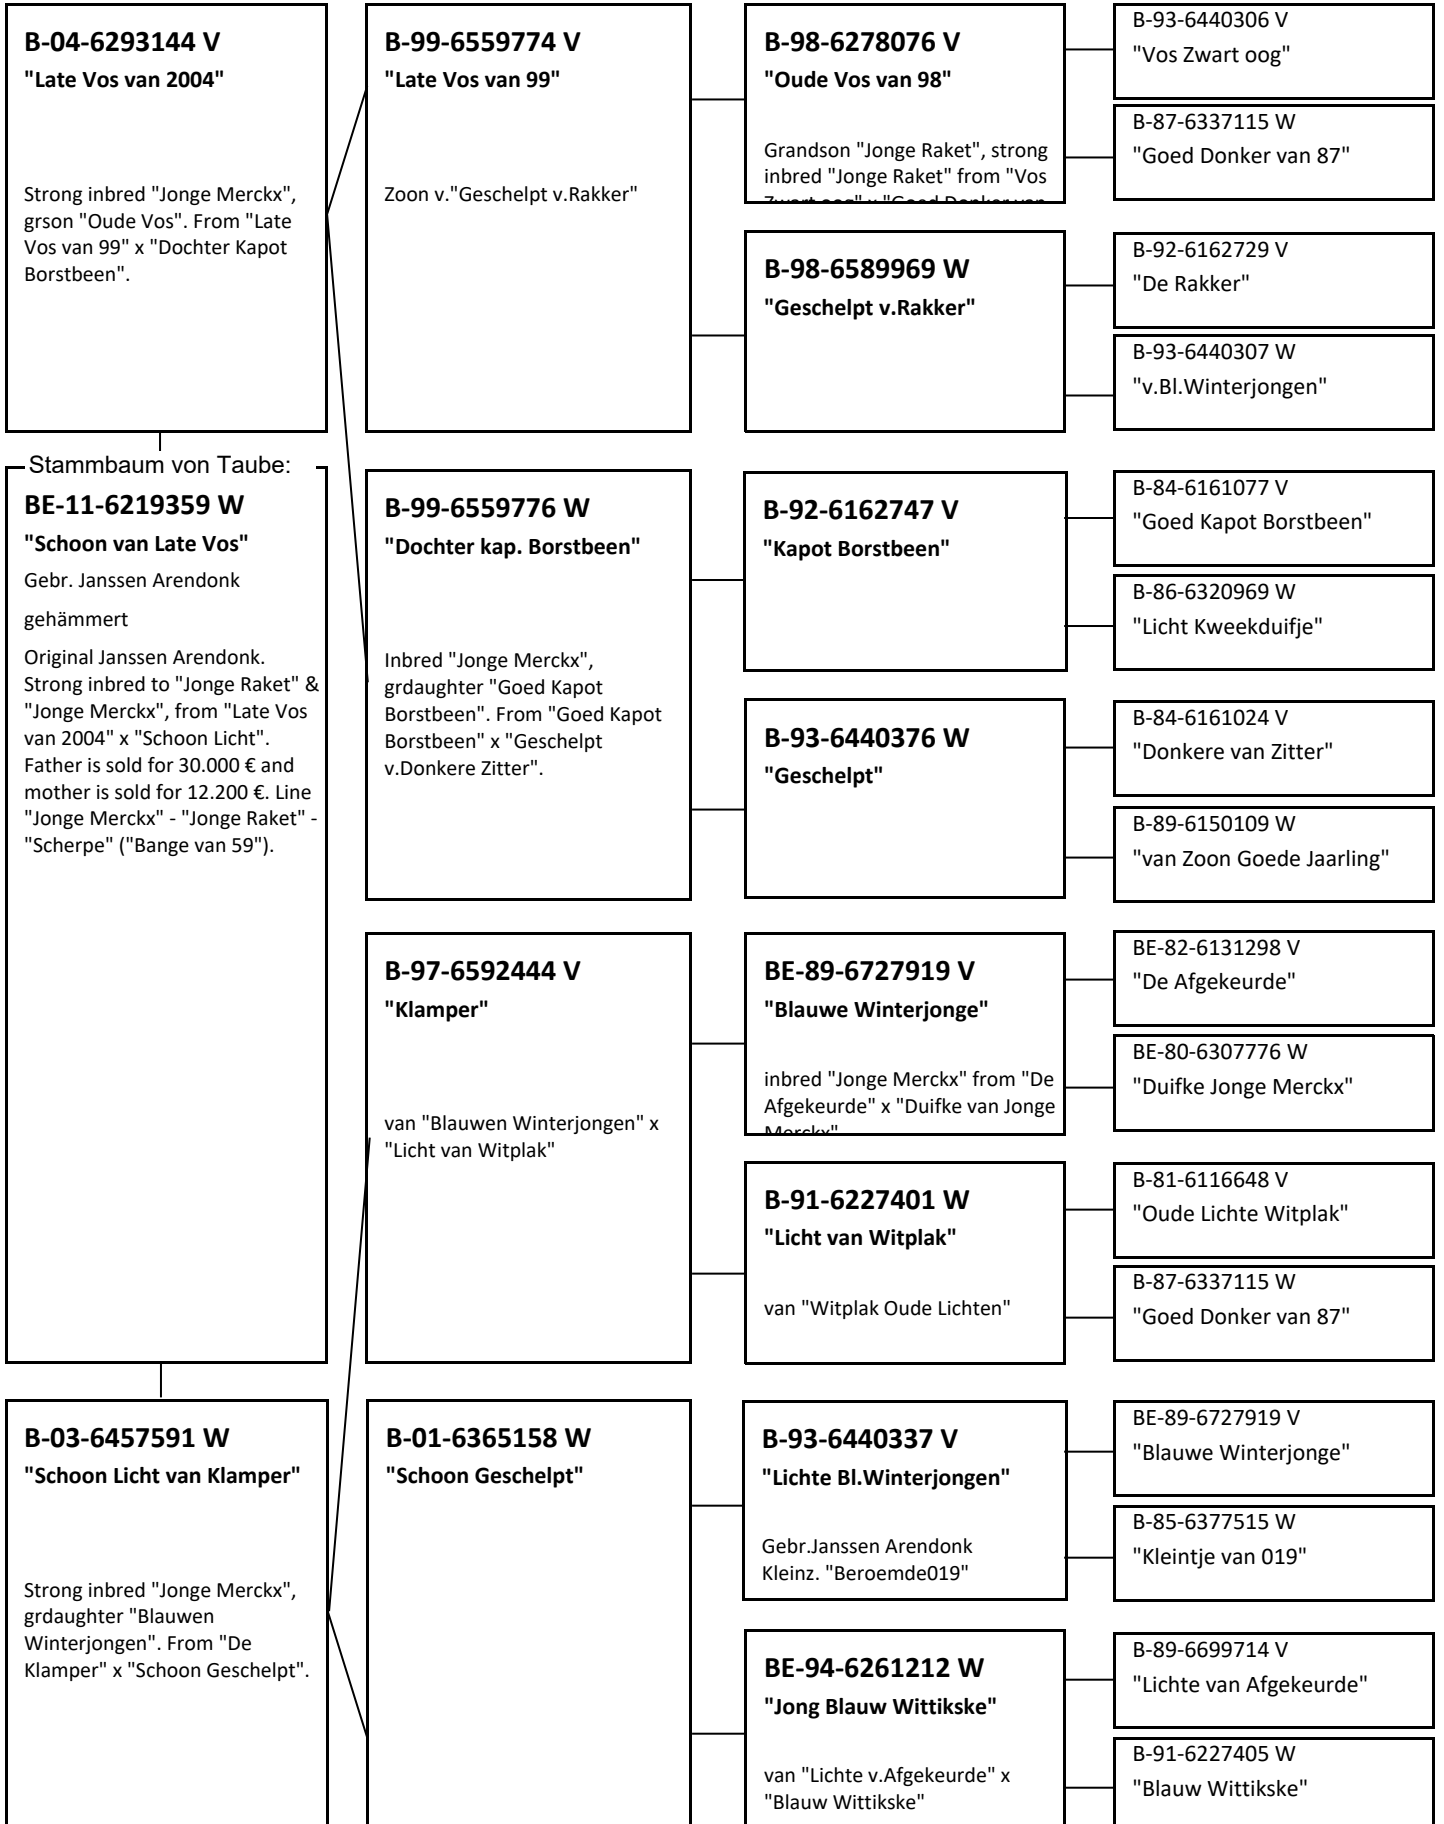 B-04-6293144 V
"Late Vos van 2004"
Strong inbred "Jonge Merckx",
grson "Oude Vos". From "Late
Vos van 99" x "Dochter Kapot
Borstbeen".
Stammbaum von Taube:
BE-11-6219359 W
"Schoon van Late Vos"
Gebr. Janssen Arendonk
gehämmert
Original Janssen Arendonk.
Strong inbred to "Jonge Raket" &
"Jonge Merckx", from "Late Vos
van 2004" x "Schoon Licht".
Father is sold for 30.000 € and
mother is sold for 12.200 €. Line
"Jonge Merckx" - "Jonge Raket" -
"Scherpe" ("Bange van 59").
B-03-6457591 W
"Schoon Licht van Klamper"
Strong inbred "Jonge Merckx",
grdaughter "Blauwen
Winterjongen". From "De
Klamper" x "Schoon Geschelpt".
B-99-6559774 V
"Late Vos van 99"
Zoon v."Geschelpt v.Rakker"
B-99-6559776 W
"Dochter kap. Borstbeen"
Inbred "Jonge Merckx",
grdaughter "Goed Kapot
Borstbeen". From "Goed Kapot
Borstbeen" x "Geschelpt
v.Donkere Zitter".
B-97-6592444 V
"Klamper"
van "Blauwen Winterjongen" x
"Licht van Witplak"
B-01-6365158 W
"Schoon Geschelpt"
B-98-6278076 V
"Oude Vos van 98"
Grandson "Jonge Raket", strong
inbred "Jonge Raket" from "Vos
Zwart oog" x "Goed Donker van
B-98-6589969 W
"Geschelpt v.Rakker"
B-92-6162747 V
"Kapot Borstbeen"
B-93-6440376 W
"Geschelpt"
BE-89-6727919 V
"Blauwe Winterjonge"
inbred "Jonge Merckx" from "De
Afgekeurde" x "Duifke van Jonge
Merckx"
B-91-6227401 W
"Licht van Witplak"
van "Witplak Oude Lichten"
B-93-6440337 V
"Lichte Bl.Winterjongen"
Gebr.Janssen Arendonk
Kleinz. "Beroemde019"
BE-94-6261212 W
"Jong Blauw Wittikske"
van "Lichte v.Afgekeurde" x
"Blauw Wittikske"
B-93-6440306 V
"Vos Zwart oog"
B-87-6337115 W
"Goed Donker van 87"
B-92-6162729 V
"De Rakker"
B-93-6440307 W
"v.Bl.Winterjongen"
B-84-6161077 V
"Goed Kapot Borstbeen"
B-86-6320969 W
"Licht Kweekduifje"
B-84-6161024 V
"Donkere van Zitter"
B-89-6150109 W
"van Zoon Goede Jaarling"
BE-82-6131298 V
"De Afgekeurde"
BE-80-6307776 W
"Duifke Jonge Merckx"
B-81-6116648 V
"Oude Lichte Witplak"
B-87-6337115 W
"Goed Donker van 87"
BE-89-6727919 V
"Blauwe Winterjonge"
B-85-6377515 W
"Kleintje van 019"
B-89-6699714 V
"Lichte van Afgekeurde"
B-91-6227405 W
"Blauw Wittikske"